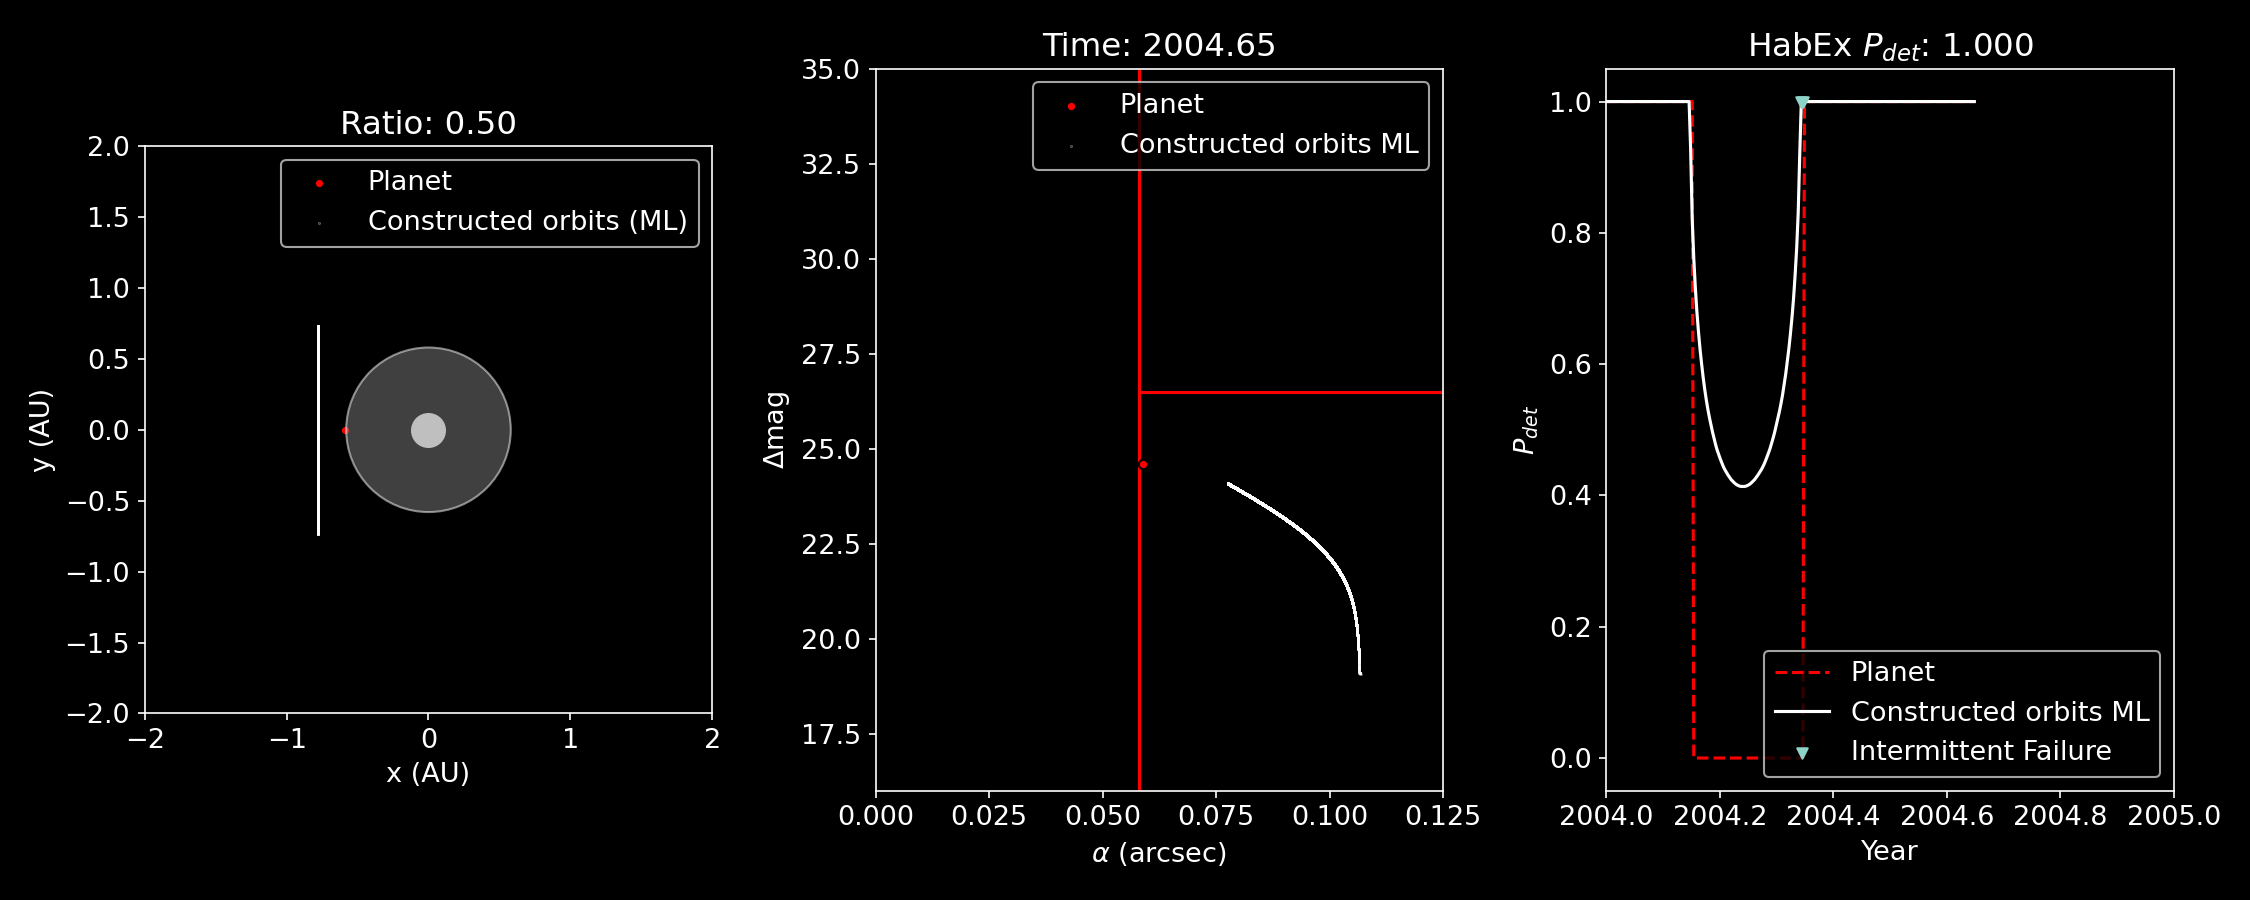 Ratio: 0.50
2.0
1.5
1.0
0.5
0.0
−0.5
−1.0
−1.5
−2.0
−2
−1
0
1
2
x (AU)
y (AU)
Planet
Constructed orbits (ML)
Time: 2004.65
35.0
32.5
30.0
27.5
25.0
22.5
20.0
17.5
0.000
0.025
0.050
0.075
0.100
0.125
α (arcsec)
Δmag
Planet
Constructed orbits ML
HabEx P_det: 1.000
1.0
0.8
0.6
0.4
0.2
0.0
2004.0
2004.2
2004.4
2004.6
2004.8
2005.0
Year
P_det
Planet
Constructed orbits ML
Intermittent Failure